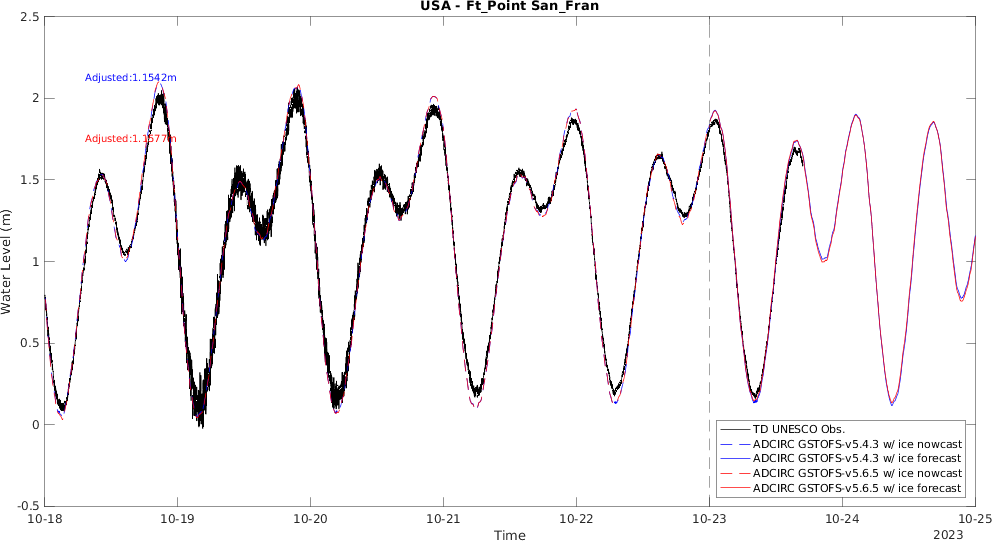 USA - Ft_Point San_Fran
2.5
Adjusted:1.1542m
2
Adjusted:1.1577m
1.5
Water Level (m)
1
0.5
TD UNESCO Obs.
0
ADCIRC GSTOFS-v5.4.3 w/ ice nowcast
ADCIRC GSTOFS-v5.4.3 w/ ice forecast
ADCIRC GSTOFS-v5.6.5 w/ ice nowcast
ADCIRC GSTOFS-v5.6.5 w/ ice forecast
-0.5
10-18 10-19 10-20 10-21 10-22 10-23 10-24 10-25
Time
2023